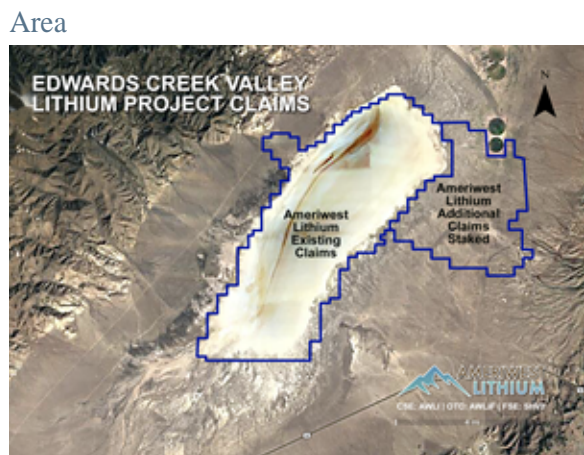 Area
EDWARDS CREEK VALLEY
LITHIUM PROJECT CLAIMS
N
Ameriwest
Lithium
Existing
Claims
Ameriwest
Lithium
Additional
Claims
Staked
AMERIWEST
LITHIUM
CSE: AWLI | OTC: AWLIF | FSE: